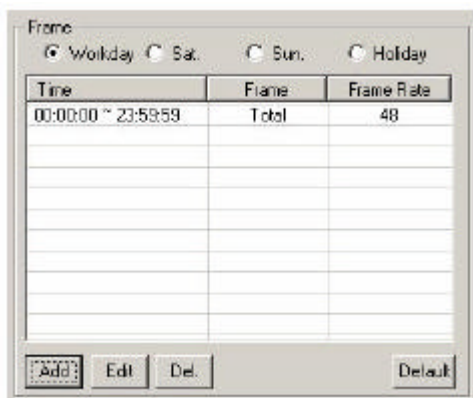 Frame
Workday Sat. Sun. Holiday
Time Frame Frame Rate
00:00:00 ~ 23:59:59 Total 48
Add Edit Del. Default